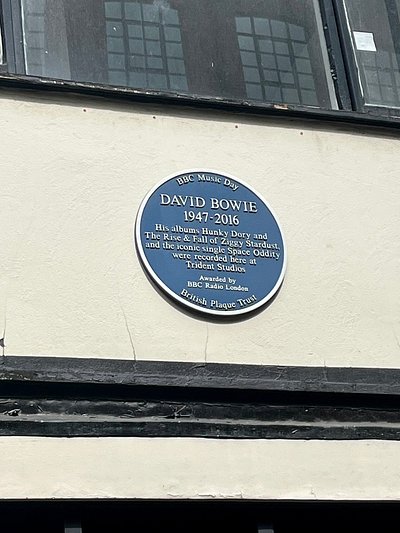 BBC Music Day
DAVID BOWIE
1947-2016
His albums Hunky Dory and
The Rise & Fall of Ziggy Stardust,
and the iconic single Space Oddity
were recorded here at
Trident Studios
Awarded by
BBC Radio London
British Plaque Trust